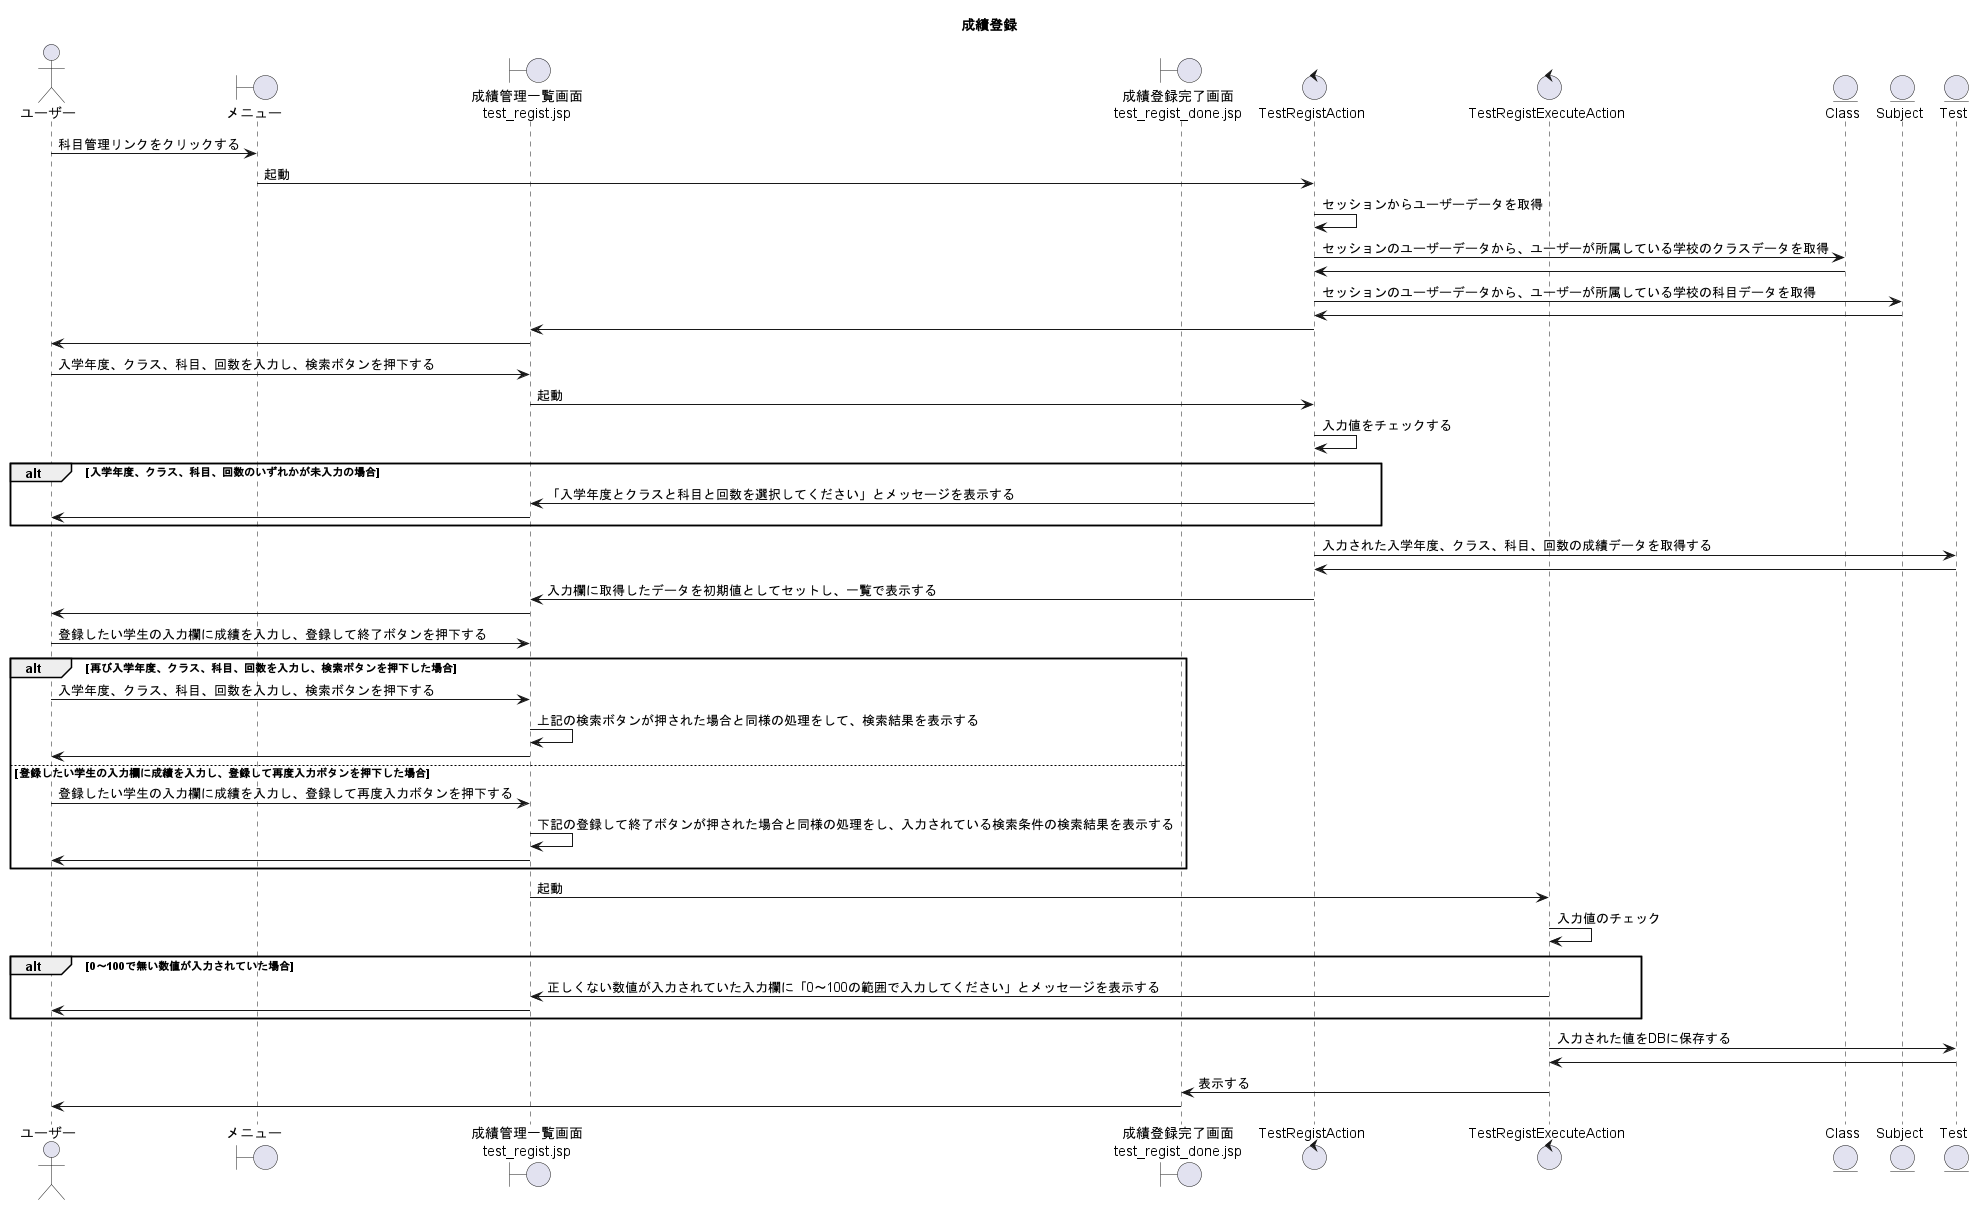 成績登録
ユーザー
メニュー
成績管理一覧画面
test_regist.jsp
成績登録完了画面
test_regist_done.jsp
TestRegistAction
TestRegistExecuteAction
Class
Subject
Test
科目管理リンクをクリックする
起動
セッションからユーザーデータを取得
セッションのユーザーデータから、ユーザーが所属している学校のクラスデータを取得
セッションのユーザーデータから、ユーザーが所属している学校の科目データを取得
入学年度、クラス、科目、回数を入力し、検索ボタンを押下する
起動
入力値をチェックする
alt [入学年度、クラス、科目、回数のいずれかが未入力の場合]
「入学年度とクラスと科目と回数を選択してください」とメッセージを表示する
入力された入学年度、クラス、科目、回数の成績データを取得する
入力欄に取得したデータを初期値としてセットし、一覧で表示する
登録したい学生の入力欄に成績を入力し、登録して終了ボタンを押下する
alt [再び入学年度、クラス、科目、回数を入力し、検索ボタンを押下した場合]
入学年度、クラス、科目、回数を入力し、検索ボタンを押下する
上記の検索ボタンが押された場合と同様の処理をして、検索結果を表示する
[登録したい学生の入力欄に成績を入力し、登録して再度入力ボタンを押下した場合]
登録したい学生の入力欄に成績を入力し、登録して再度入力ボタンを押下する
下記の登録して終了ボタンが押された場合と同様の処理をし、入力されている検索条件の検索結果を表示する
起動
入力値のチェック
alt [0～100で無い数値が入力されていた場合]
正しくない数値が入力されていた入力欄に「0～100の範囲で入力してください」とメッセージを表示する
入力された値をDBに保存する
表示する
ユーザー
メニュー
成績管理一覧画面
test_regist.jsp
成績登録完了画面
test_regist_done.jsp
TestRegistAction
TestRegistExecuteAction
Class
Subject
Test